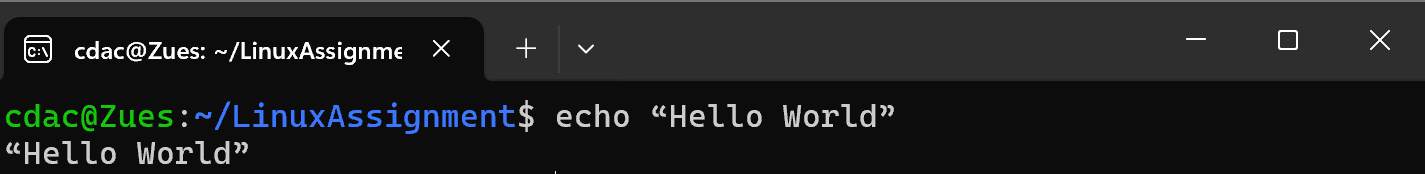 cdac@Zues: ~/LinuxAssignme
cdac@Zues:~/LinuxAssignment$ echo “Hello World”
“Hello World”